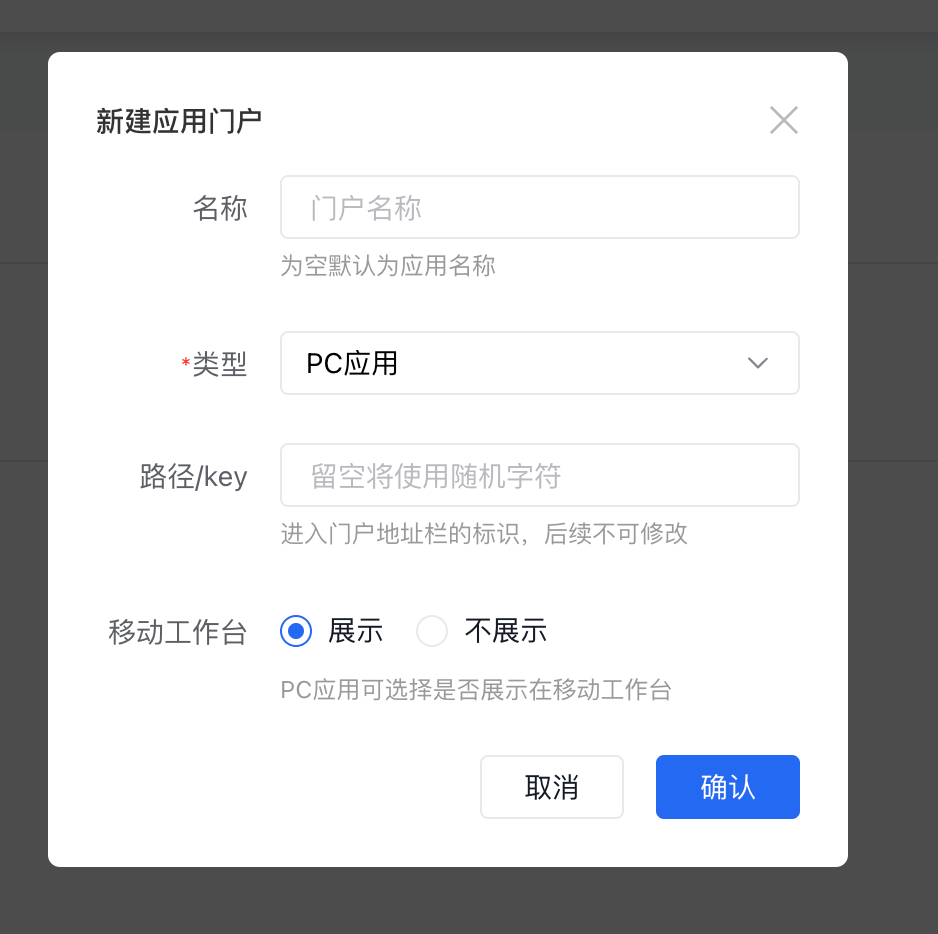 新建应用门户
名称
门户名称
为空默认为应用名称
*类型
PC应用
路径/key
留空将使用随机字符
进入门户地址栏的标识，后续不可修改
移动工作台 展示 不展示
PC应用可选择是否展示在移动工作台
取消 确认